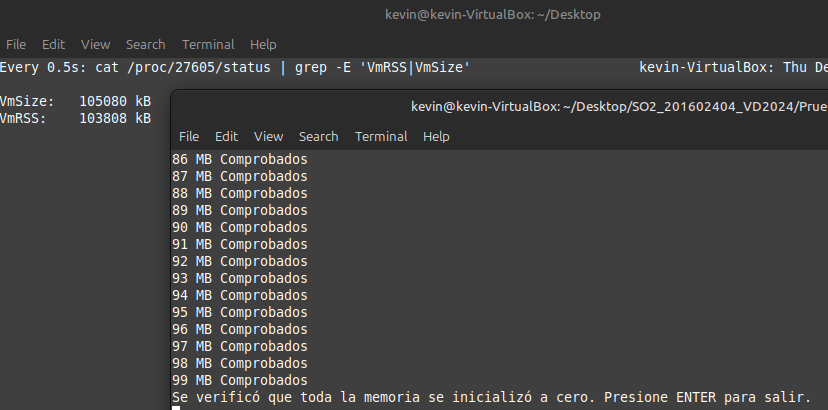 kevin@kevin-VirtualBox: ~/Desktop
File Edit View Search Terminal Help
Every 0.5s: cat /proc/27605/status | grep -E 'VmRSS|VmSize' kevin-VirtualBox: Thu De
VmSize: 105080 kB
VmRSS: 103808 kB
kevin@kevin-VirtualBox: ~/Desktop/SO2_201602404_VD2024/Prue
File Edit View Search Terminal Help
86 MB Comprobados
87 MB Comprobados
88 MB Comprobados
89 MB Comprobados
90 MB Comprobados
91 MB Comprobados
92 MB Comprobados
93 MB Comprobados
94 MB Comprobados
95 MB Comprobados
96 MB Comprobados
97 MB Comprobados
98 MB Comprobados
99 MB Comprobados
Se verificó que toda la memoria se inicializó a cero. Presione ENTER para salir.